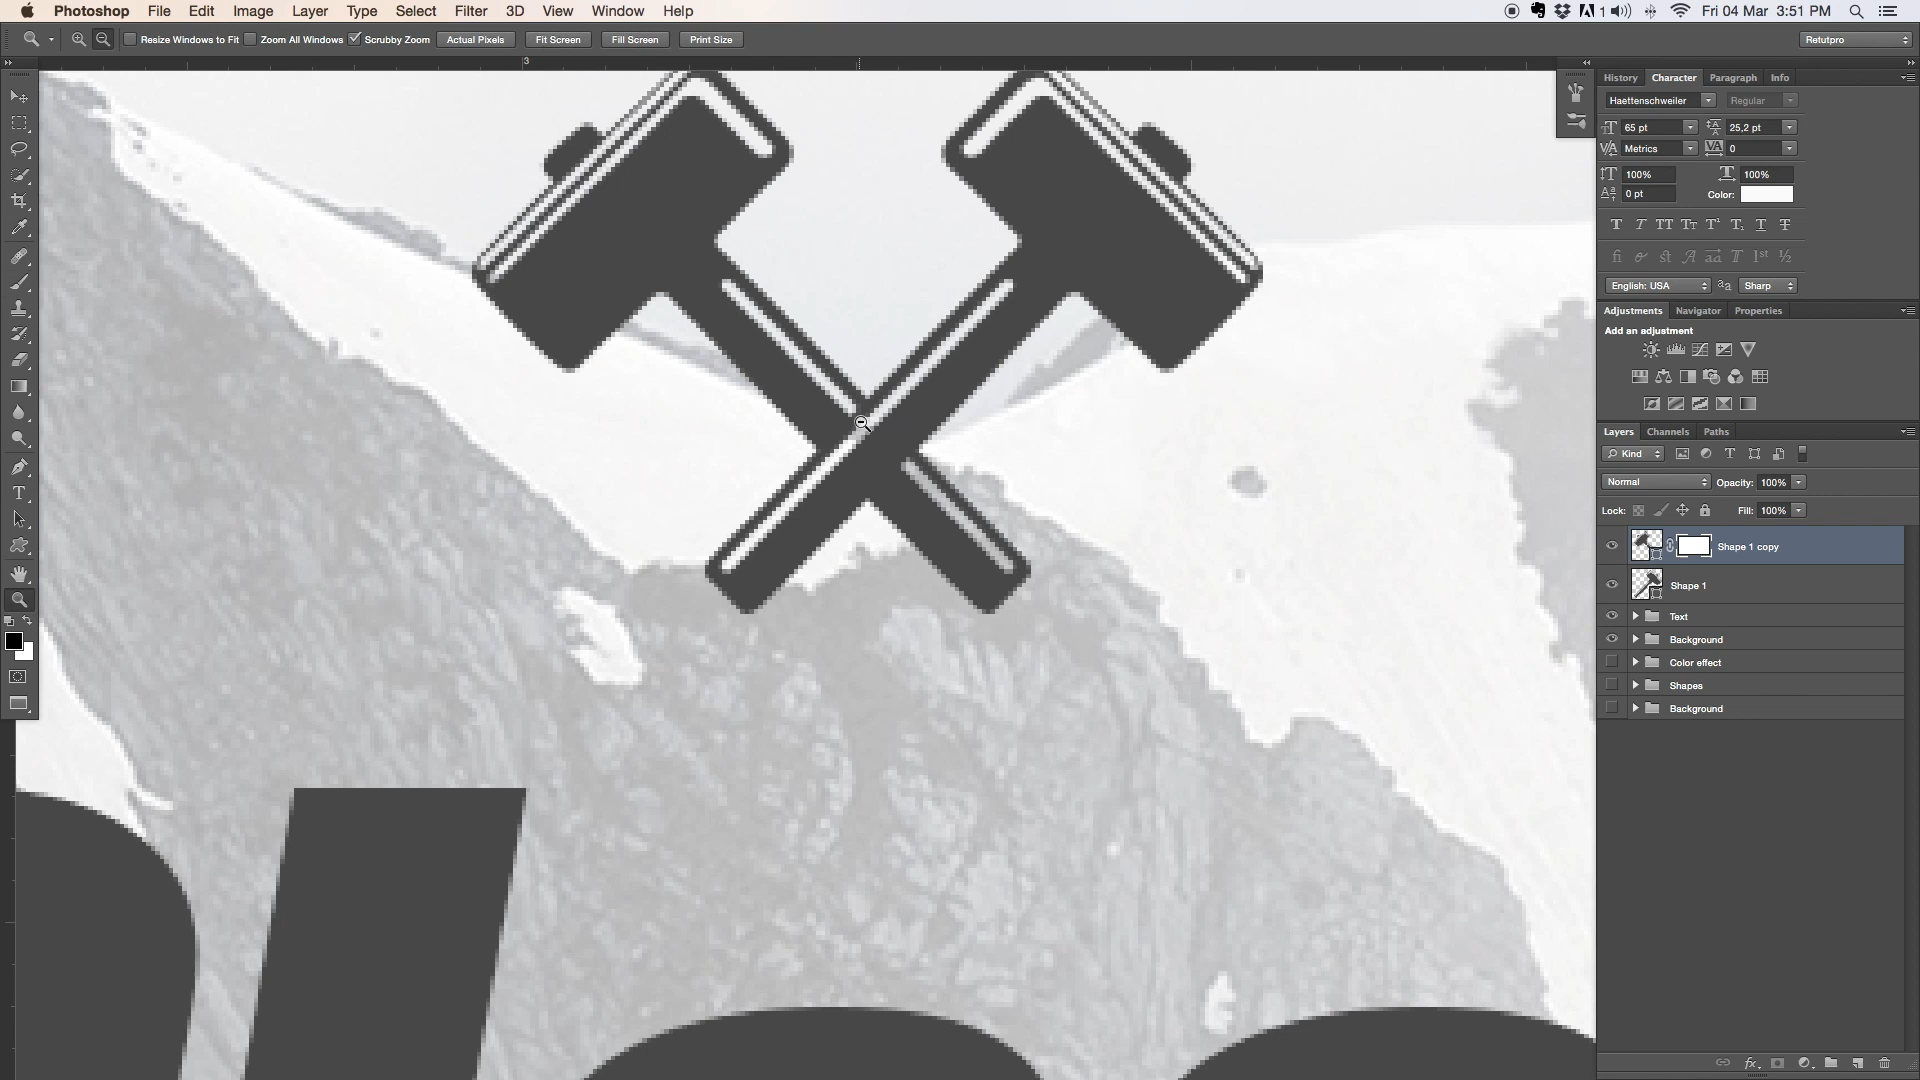 Photoshop File Edit Image Layer Type Select Filter 3D View Window Help 1 Fri 04 Mar 3:51 PM
Resize Windows to Fit Zoom All Windows Scrubby Zoom Actual Pixels Fit Screen Fill Screen Print Size Retutpro
3
History Character Paragraph Info
Haettenschweiler Regular
65 pt 25,2 pt
Metrics 0
100% 100%
0 pt Color:
English: USA Sharp
Adjustments Navigator Properties
Add an adjustment
Layers Channels Paths
Kind
Normal Opacity: 100%
Lock: Fill: 100%
Shape 1 copy
Shape 1
Text
Background
Color effect
Shapes
Background